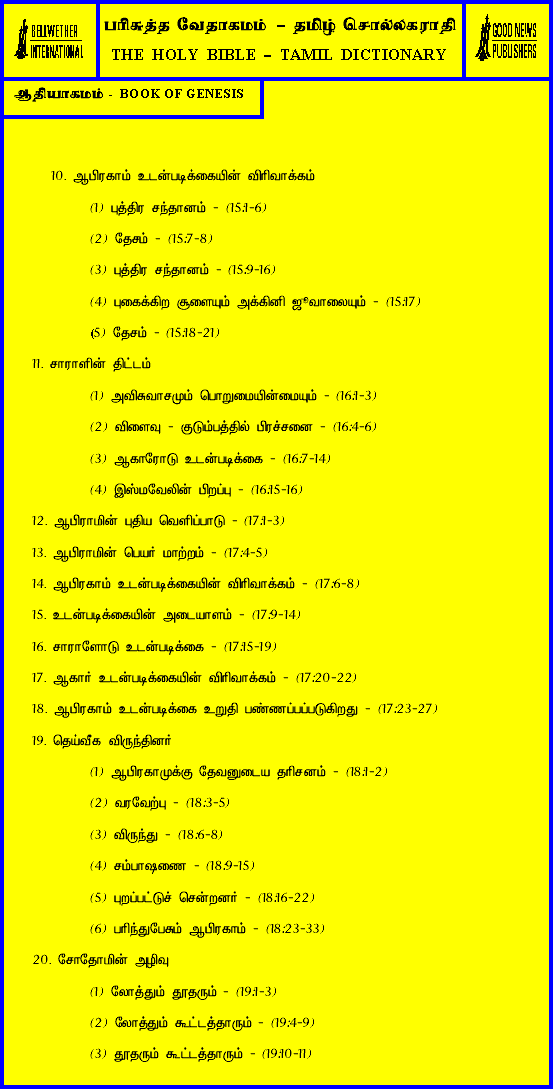 BELLWETHER
INTERNATIONAL
பரிசுத்த வேதாகமம் – தமிழ் சொல்லகராதி
THE HOLY BIBLE – TAMIL DICTIONARY
GOOD NEWS
PUBLISHERS
ஆதியாகமம் - BOOK OF GENESIS
10. ஆபிரகாம் உடன்படிக்கையின் விரிவாக்கம்
(1) புத்திர சந்தானம் - (15:1-6)
(2) தேசம் - (15:7-8)
(3) புத்திர சந்தானம் - (15:9-16)
(4) புகைக்கிற சூளையும் அக்கினி ஜுவாலையும் - (15:17)
(5) தேசம் - (15:18-21)
11. சாராளின் திட்டம்
(1) அவிசுவாசமும் பொறுமையின்மையும் - (16:1-3)
(2) விளைவு - குடும்பத்தில் பிரச்சனை - (16:4-6)
(3) ஆகாரோடு உடன்படிக்கை - (16:7-14)
(4) இஸ்மவேலின் பிறப்பு - (16:15-16)
12. ஆபிராமின் புதிய வெளிப்பாடு - (17:1-3)
13. ஆபிராமின் பெயர் மாற்றம் - (17:4-5)
14. ஆபிரகாம் உடன்படிக்கையின் விரிவாக்கம் - (17:6-8)
15. உடன்படிக்கையின் அடையாளம் - (17:9-14)
16. சாராளோடு உடன்படிக்கை - (17:15-19)
17. ஆகார் உடன்படிக்கையின் விரிவாக்கம் - (17:20-22)
18. ஆபிரகாம் உடன்படிக்கை உறுதி பண்ணப்பப்படுகிறது - (17:23-27)
19. தெய்வீக விருந்தினர்
(1) ஆபிரகாமுக்கு தேவனுடைய தரிசனம் - (18:1-2)
(2) வரவேற்பு - (18:3-5)
(3) விருந்து - (18:6-8)
(4) சம்பாஷணை - (18:9-15)
(5) புறப்பட்டுச் சென்றனர் - (18:16-22)
(6) பரிந்துபேசும் ஆபிரகாம் - (18:23-33)
20. சோதோமின் அழிவு
(1) லோத்தும் தூதரும் - (19:1-3)
(2) லோத்தும் கூட்டத்தாரும் - (19:4-9)
(3) தூதரும் கூட்டத்தாரும் - (19:10-11)